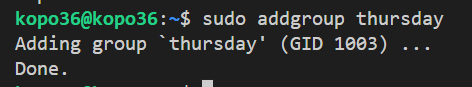 kopo36@kopo36:~$ sudo addgroup thursday
Adding group `thursday' (GID 1003) ...
Done.